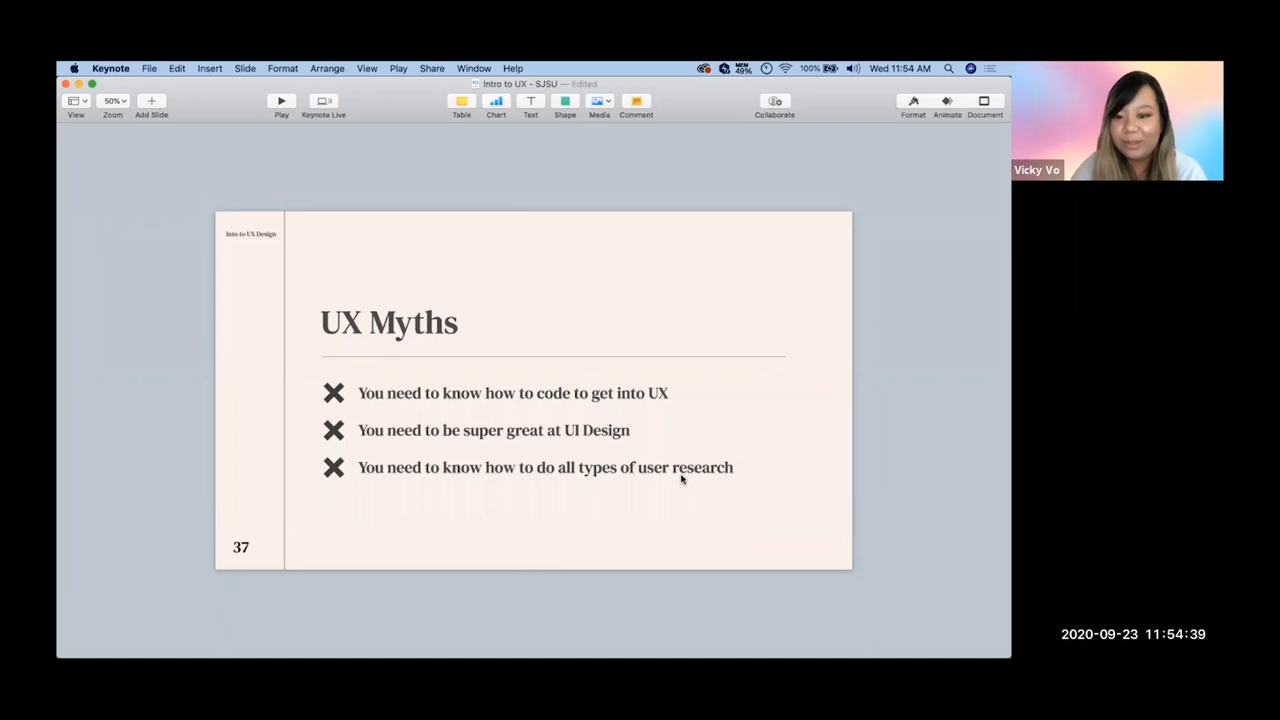 Keynote File Edit Insert Slide Format Arrange View Play Share Window Help MEM 49% 100% Wed 11:54 AM
Intro to UX - SJSU — Edited
50%
View Zoom Add Slide Play Keynote Live Table Chart Text Shape Media Comment Collaborate Format Animate Document
Vicky Vo
Into to UX Design
UX Myths
You need to know how to code to get into UX
You need to be super great at UI Design
You need to know how to do all types of user research
37
2020-09-23 11:54:39